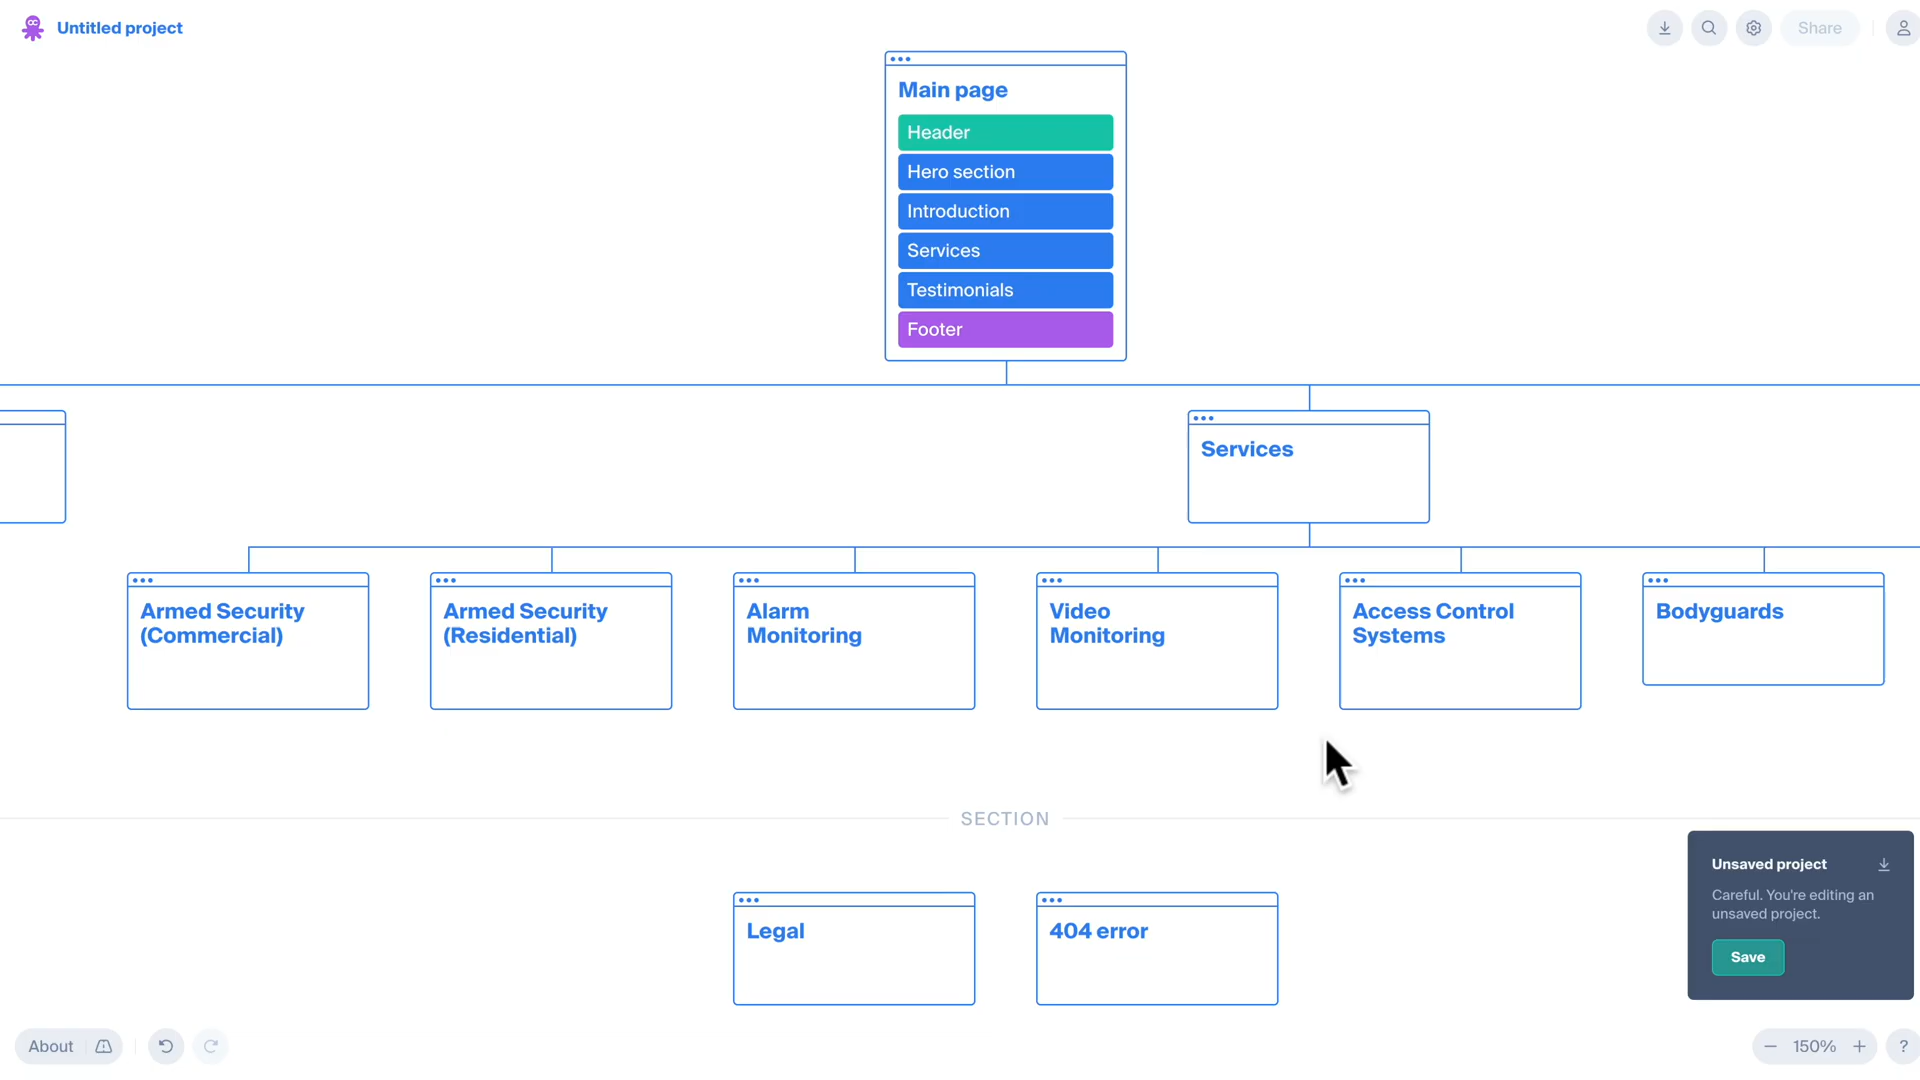 Untitled project
Share
Main page
Header
Hero section
Introduction
Services
Testimonials
Footer
Services
Armed Security
(Commercial)
Armed Security
(Residential)
Alarm
Monitoring
Video
Monitoring
Access Control
Systems
Bodyguards
SECTION
Legal
404 error
Unsaved project
Careful. You're editing an
unsaved project.
Save
About
150%
?